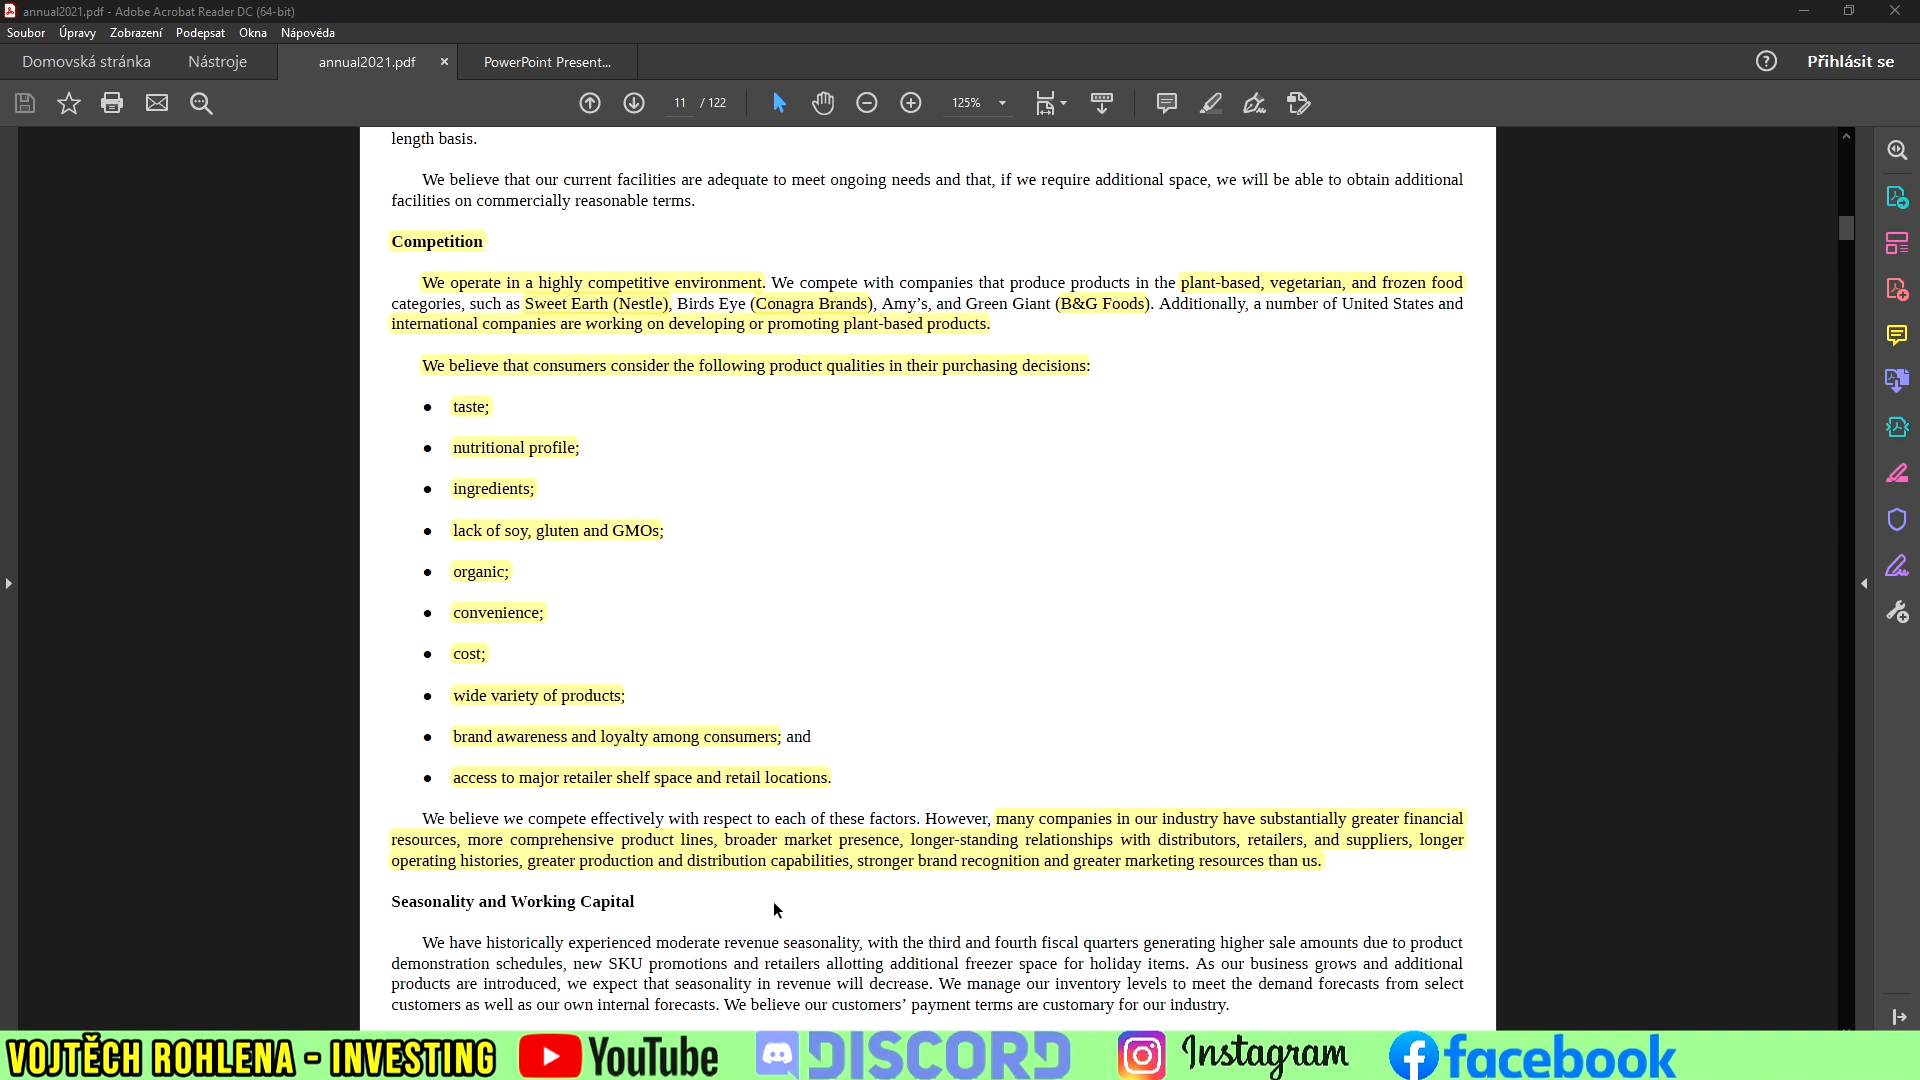 annual2021.pdf - Adobe Acrobat Reader DC (64-bit)
Soubor Úpravy Zobrazení Podepsat Okna Nápověda
Domovská stránka Nástroje annual2021.pdf × PowerPoint Present... ? Přihlásit se
11 / 122 125%
length basis.
We believe that our current facilities are adequate to meet ongoing needs and that, if we require additional space, we will be able to obtain additional
facilities on commercially reasonable terms.
Competition
We operate in a highly competitive environment. We compete with companies that produce products in the plant-based, vegetarian, and frozen food
categories, such as Sweet Earth (Nestle), Birds Eye (Conagra Brands), Amy’s, and Green Giant (B&G Foods). Additionally, a number of United States and
international companies are working on developing or promoting plant-based products.
We believe that consumers consider the following product qualities in their purchasing decisions:
● taste;
● nutritional profile;
● ingredients;
● lack of soy, gluten and GMOs;
● organic;
● convenience;
● cost;
● wide variety of products;
● brand awareness and loyalty among consumers; and
● access to major retailer shelf space and retail locations.
We believe we compete effectively with respect to each of these factors. However, many companies in our industry have substantially greater financial
resources, more comprehensive product lines, broader market presence, longer-standing relationships with distributors, retailers, and suppliers, longer
operating histories, greater production and distribution capabilities, stronger brand recognition and greater marketing resources than us.
Seasonality and Working Capital
We have historically experienced moderate revenue seasonality, with the third and fourth fiscal quarters generating higher sale amounts due to product
demonstration schedules, new SKU promotions and retailers allotting additional freezer space for holiday items. As our business grows and additional
products are introduced, we expect that seasonality in revenue will decrease. We manage our inventory levels to meet the demand forecasts from select
customers as well as our own internal forecasts. We believe our customers’ payment terms are customary for our industry.
VOJTĚCH ROHLENA - INVESTING YouTube DISCORD Instagram facebook